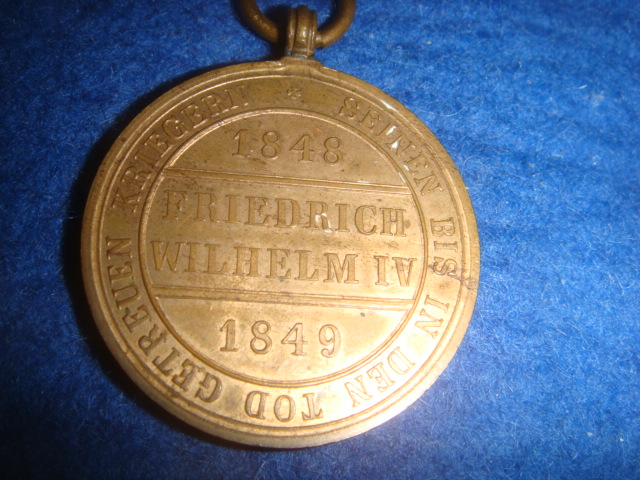 SEINEN BIS IN DEN TOD GETREUEN KRIEGERN
1848
FRIEDRICH
WILHELM IV
1849